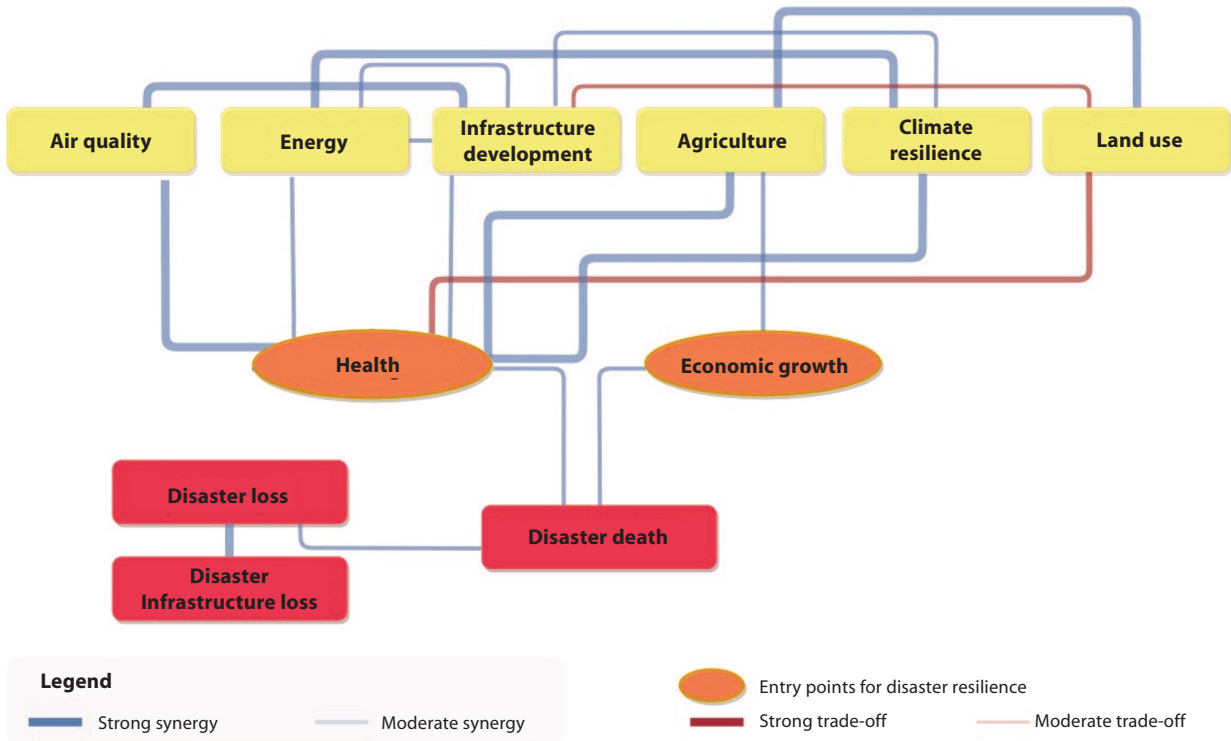 Air quality
Energy
Infrastructure
development
Agriculture
Climate
resilience
Land use
Health
Economic growth
Disaster loss
Disaster death
Disaster
Infrastructure loss
Legend
Entry points for disaster resilience
Strong synergy
Moderate synergy
Strong trade-off
Moderate trade-off